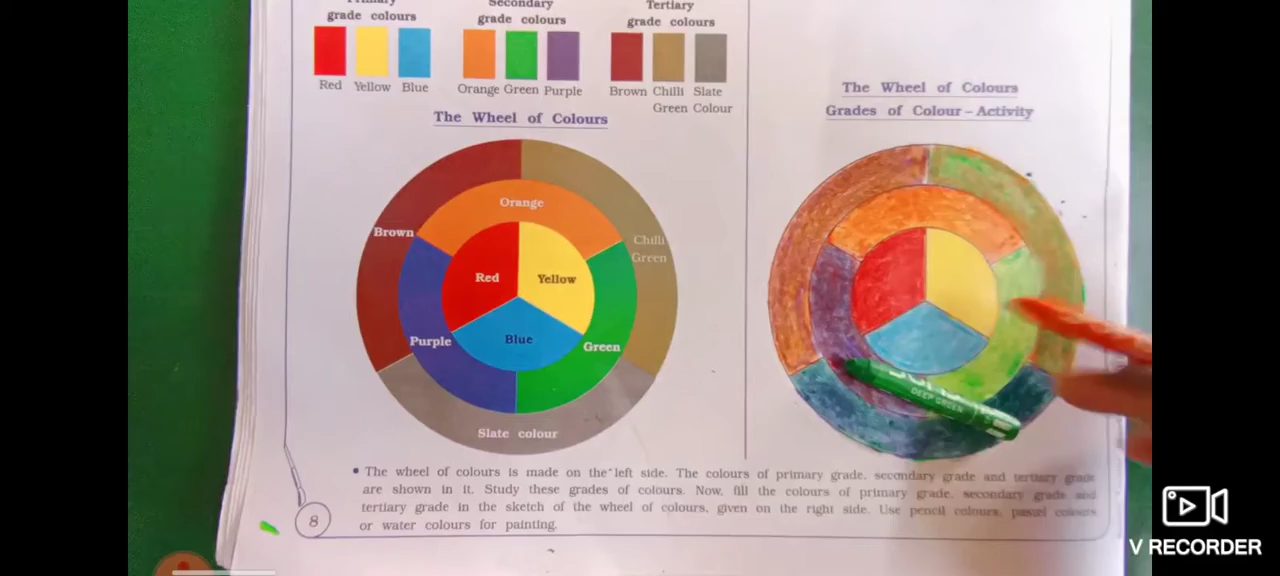 Primary
grade colours
Secondary
grade colours
Tertiary
grade colours
Red Yellow Blue
Orange Green Purple
Brown Chilli Slate
Green Colour
The Wheel of Colours
Orange
Brown
Chilli
Green
Red
Yellow
Purple
Blue
Green
Slate colour
The Wheel of Colours
Grades of Colour – Activity
DEEP GREEN
• The wheel of colours is made on the left side. The colours of primary grade, secondary grade and tertiary grade
are shown in it. Study these grades of colours. Now, fill the colours of primary grade, secondary grade and
tertiary grade in the sketch of the wheel of colours, given on the right side. Use pencil colours, pastel colours
or water colours for painting.
8
V RECORDER